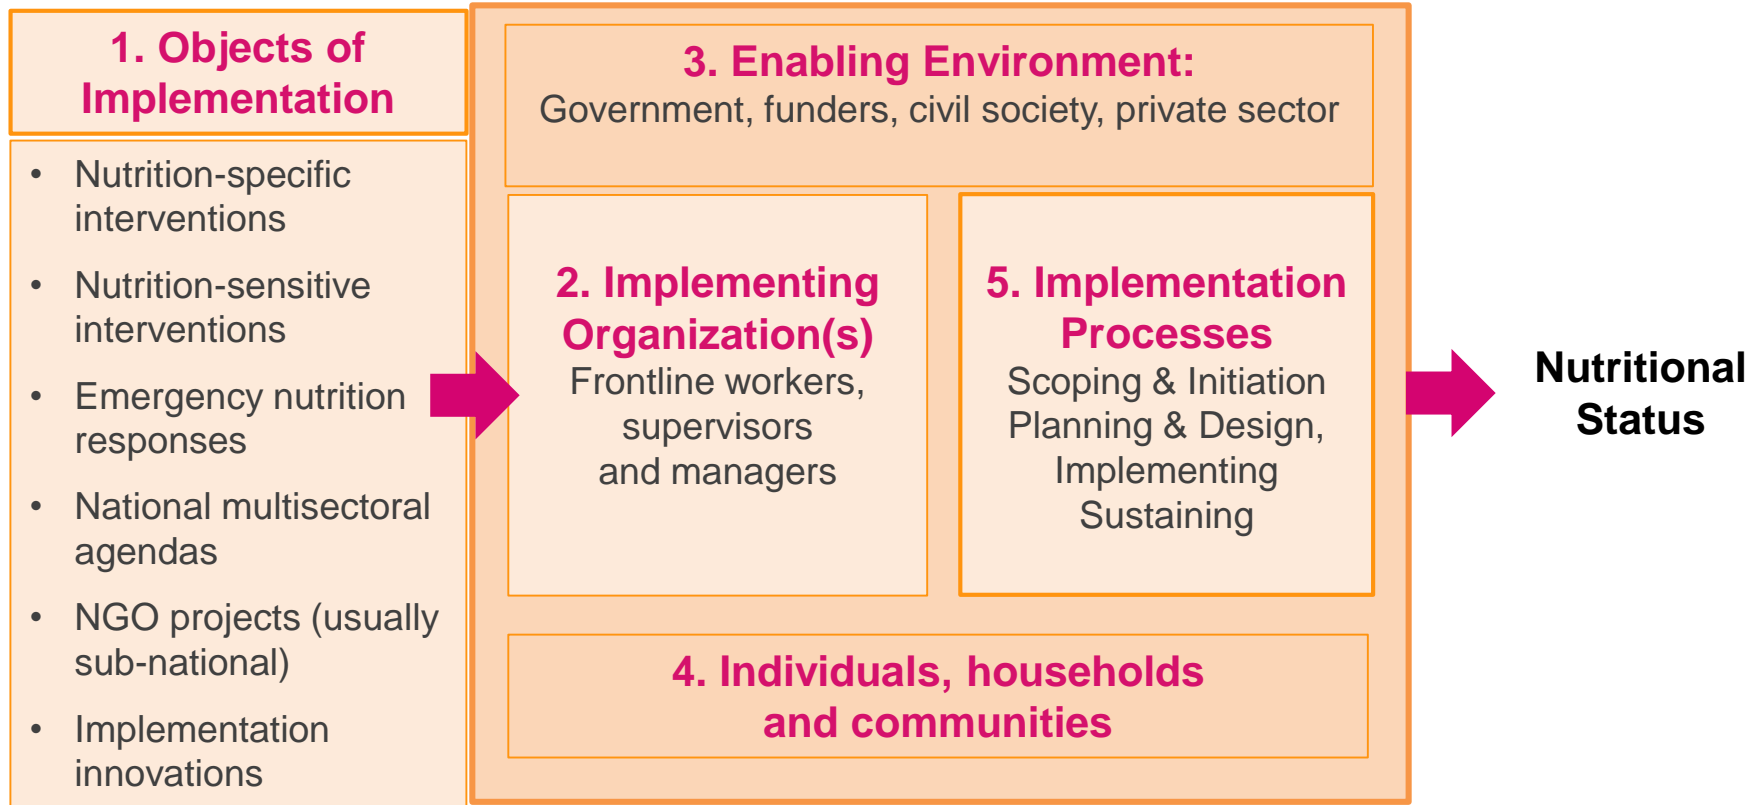 1. Objects of
Implementation
• Nutrition-specific
interventions
• Nutrition-sensitive
interventions
• Emergency nutrition
responses
• National multisectoral
agendas
• NGO projects (usually
sub-national)
• Implementation
innovations
3. Enabling Environment:
Government, funders, civil society, private sector
2. Implementing
Organization(s)
Frontline workers,
supervisors
and managers
5. Implementation
Processes
Scoping & Initiation
Planning & Design,
Implementing
Sustaining
4. Individuals, households
and communities
Nutritional
Status